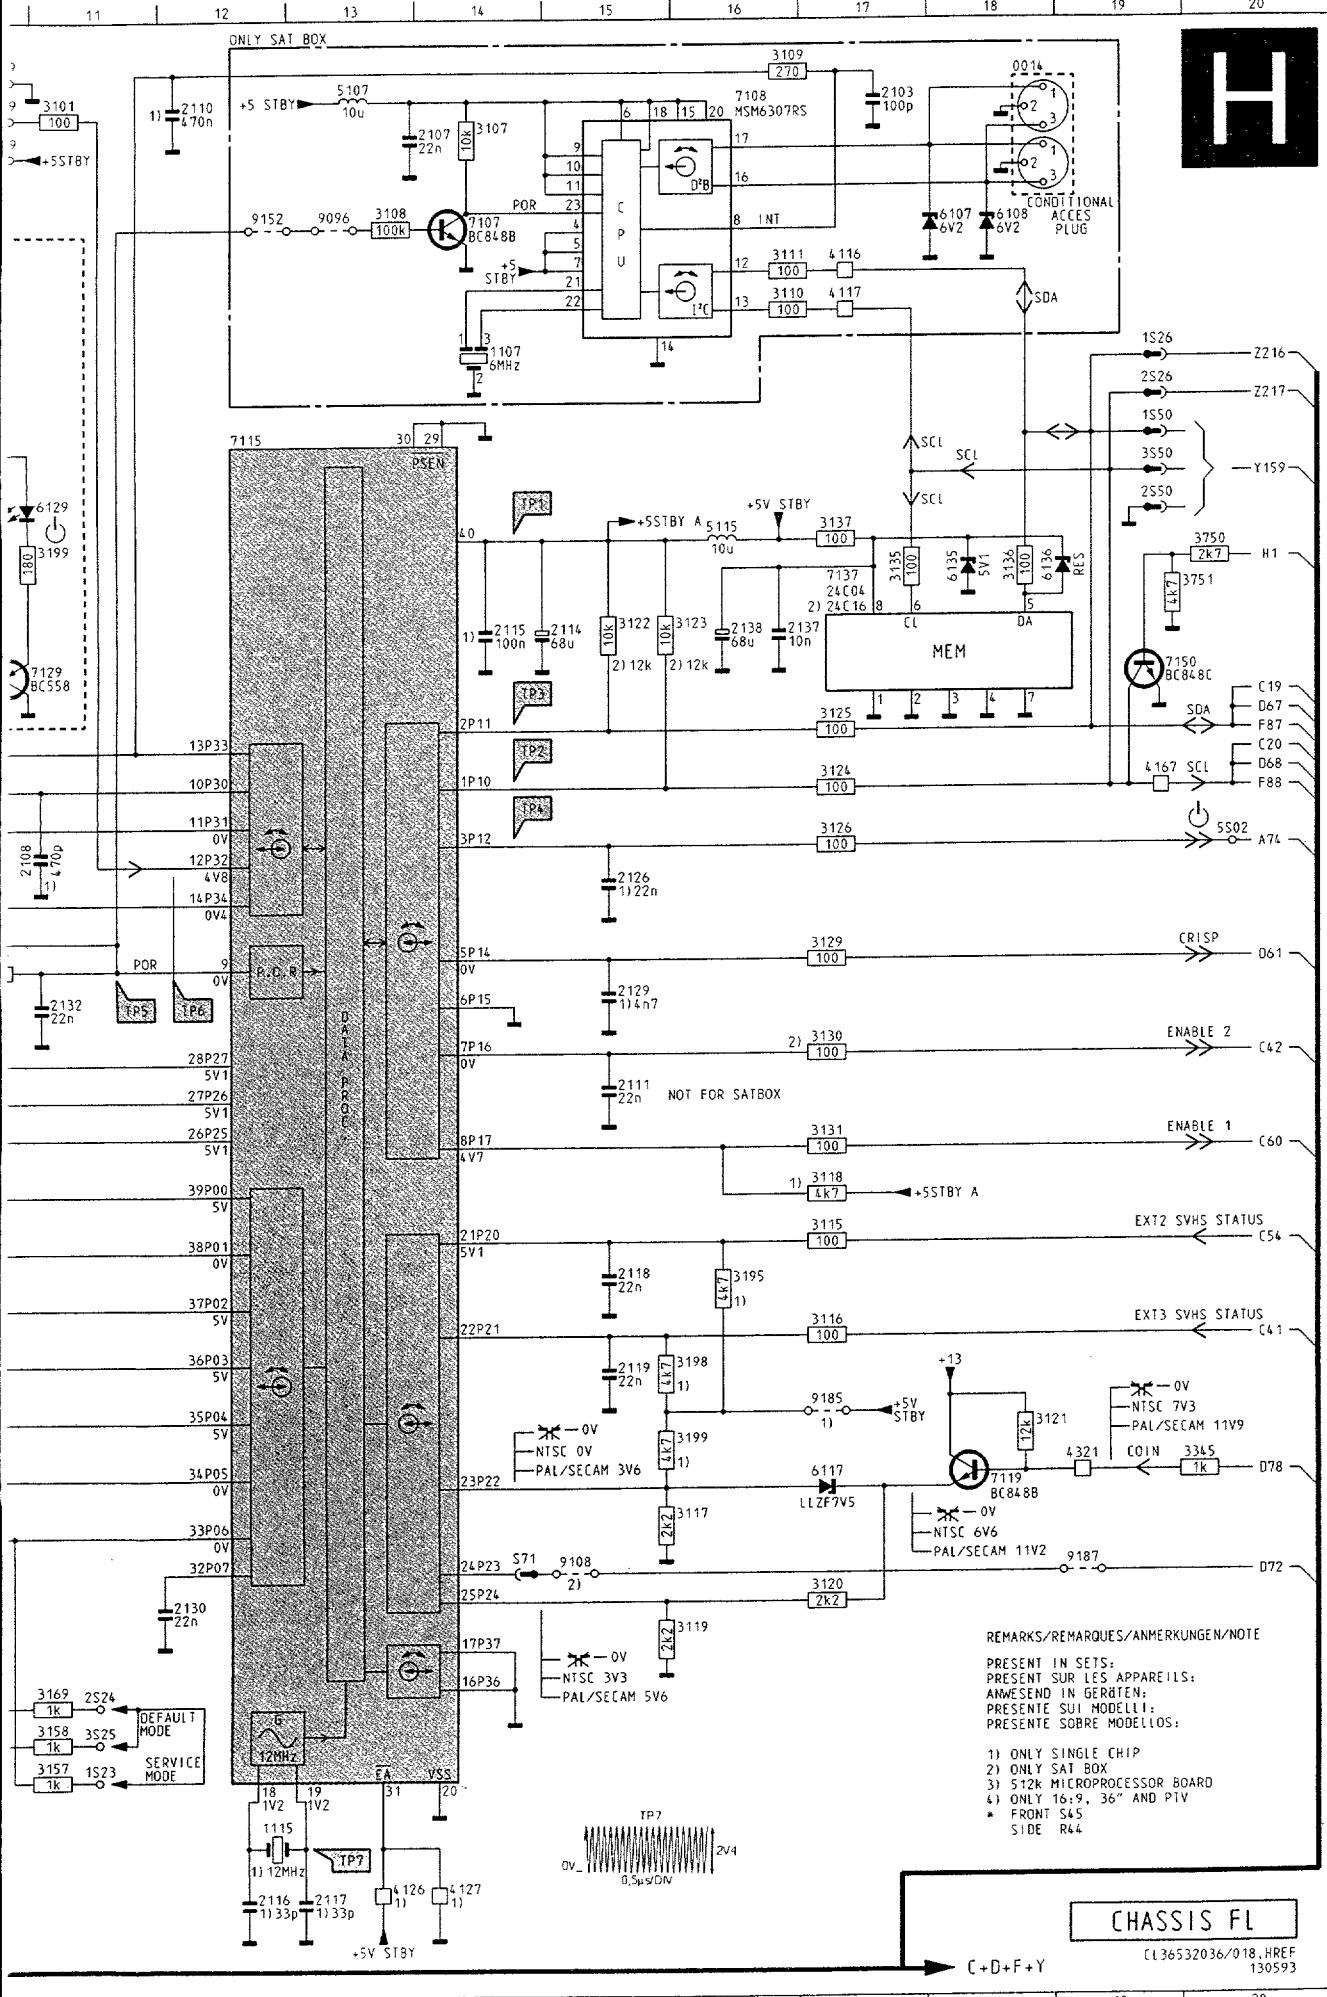 11 12 13 14 15 16 17 18 19 20
ONLY SAT BOX
H
3101
100
+5STBY
1) 2110
470n
+5 STBY
5107
10u
2107
22n
3107
10k
3109
270
2103
100p
7108
MSM6307RS
6 18 15 20
9
10
11
23
4
5
7
21
22
CPU
D²B
I²C
17
16
8 INT
12
13
14
0014
1
2
3
1
2
3
CONDITIONAL
ACCES
PLUG
6107
6V2
6108
6V2
9152 9096 3108
100k
7107
BC848B
POR
+5
STBY
3111
100
4116
3110
100
4117
SDA
1 3
1107
6MHz
2
1S26 Z216
2S26 Z217
1S50
3S50 Y159
2S50
SCL
SCL
SCL
7115
30 29
PSEN
6129
3199
180
7129
BC558
40
TP1
+5STBY A
5115
10u
+5V STBY
3137
100
3135
100
6135
5V1
3136
100
6136
RES
7137
24C04
2) 24C16
8 6 5
CL DA
MEM
1 2 3 4 7
1) 2115
100n
2114
68u
3122
10k
2) 12k
3123
10k
2) 12k
2138
68u
2137
10n
3750
2k7
H1
3751
4k7
7150
BC848C
TP3
2P11
3125
100
SDA
C19
D67
F87
TP2
1P10
3124
100
4167 SCL
C20
D68
F88
TP4
3P12
3126
100
5S02 A74
2126
1) 22n
13P33
10P30
11P31
0V
12P32
4V8
14P34
0V4
2108
470p
1)
POR
9
0V
P.O.R
2132
22n
TP5
TP6
DATA PROC.
5P14
0V
3129
100
CRISP
D61
6P15
2129
1) 4n7
7P16
0V
2) 3130
100
ENABLE 2
C42
2111
22n
NOT FOR SATBOX
28P27
5V1
27P26
5V1
26P25
5V1
8P17
4V7
3131
100
ENABLE 1
C60
1) 3118
4k7
+5STBY A
39P00
5V
38P01
0V
37P02
5V
36P03
5V
35P04
5V
34P05
0V
33P06
0V
32P07
21P20
5V1
3115
100
EXT2 SVHS STATUS
C54
2118
22n
3195
4k7
1)
22P21
3116
100
EXT3 SVHS STATUS
C41
2119
22n
3198
4k7
1)
9185
1)
+5V
STBY
3199
4k7
1)
0V
NTSC 0V
PAL/SECAM 3V6
23P22
6117
LLZF7V5
3117
2k2
+13
3121
12k
7119
BC848B
0V
NTSC 7V3
PAL/SECAM 11V9
4321 COIN 3345
1k
D78
0V
NTSC 6V6
PAL/SECAM 11V2
24P23
S71 9108
2)
9187
D72
25P24
3120
2k2
3119
2k2
17P37
16P36
0V
NTSC 3V3
PAL/SECAM 5V6
2130
22n
3169
1k
2S24
DEFAULT
MODE
3158
1k
3S25
3157
1k
1S23
SERVICE
MODE
G
12MHz
18
1V2
19
1V2
EA
31
VSS
20
1115
1) 12MHz
TP7
2116
1) 33p
2117
1) 33p
4126
1)
4127
1)
+5V STBY
TP7
0V
2V4
0,5µs/DIV
REMARKS/REMARQUES/ANMERKUNGEN/NOTE
PRESENT IN SETS:
PRESENT SUR LES APPAREILS:
ANWESEND IN GERÄTEN:
PRESENTE SUI MODELLI:
PRESENTE SOBRE MODELLOS:
1) ONLY SINGLE CHIP
2) ONLY SAT BOX
3) 512k MICROPROCESSOR BOARD
4) ONLY 16:9, 36" AND PTV
* FRONT S45
SIDE R44
CHASSIS FL
CL36532036/018.HREF
130593
C+D+F+Y